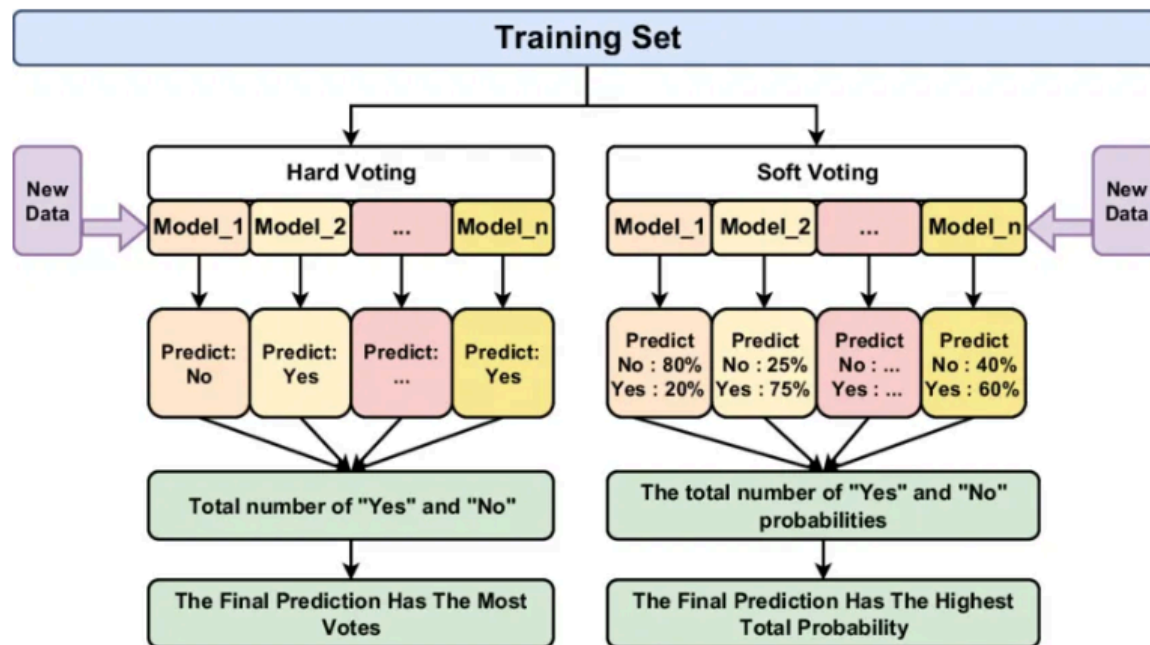 Training Set
New
Data
Hard Voting
Model_1
Model_2
...
Model_n
Predict:
No
Predict:
Yes
Predict:
...
Predict:
Yes
Total number of "Yes" and "No"
The Final Prediction Has The Most
Votes
Soft Voting
Model_1
Model_2
...
Model_n
New
Data
Predict
No : 80%
Yes : 20%
Predict
No : 25%
Yes : 75%
Predict
No : ...
Yes : ...
Predict
No : 40%
Yes : 60%
The total number of "Yes" and "No"
probabilities
The Final Prediction Has The Highest
Total Probability